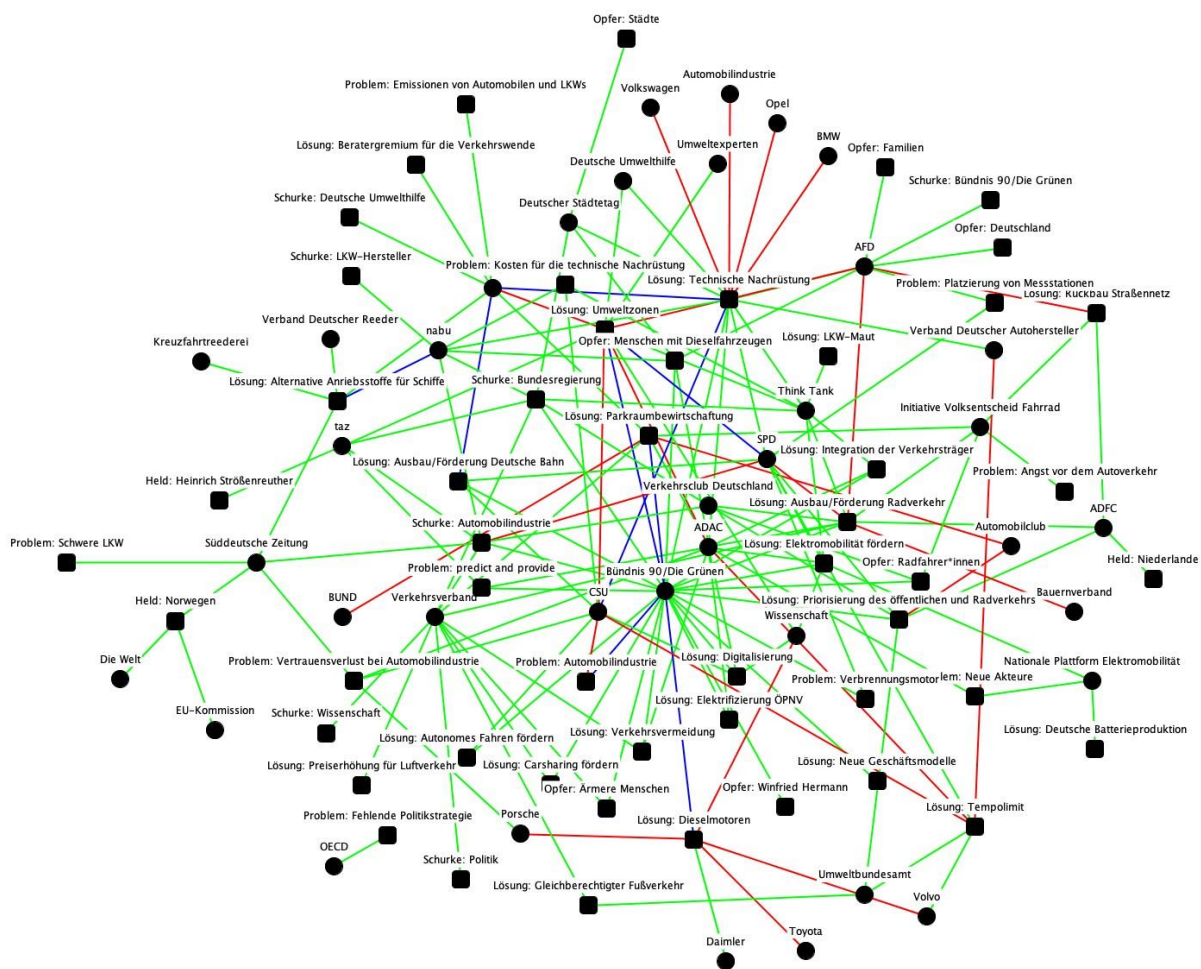 Opfer: Städte
Automobilindustrie
Problem: Emissionen von Automobilen und LKWs
Volkswagen
Opel
BMW
Lösung: Beratergremium für die Verkehrswende
Umweltexperten
Opfer: Familien
Deutsche Umwelthilfe
Schurke: Bündnis 90/Die Grünen
Schurke: Deutsche Umwelthilfe
Deutscher Städtetag
Opfer: Deutschland
AFD
Schurke: LKW-Hersteller
Problem: Kosten für die technische Nachrüstung
Lösung: Technische Nachrüstung
Problem: Platzierung von Messstationen
Lösung: Rückbau Straßennetz
Lösung: Umweltzonen
Verband Deutscher Reeder
nabu
Verband Deutscher Autohersteller
Kreuzfahrtreederei
Opfer: Menschen mit Dieselfahrzeugen
Lösung: LKW-Maut
Lösung: Alternative Anriebsstoffe für Schiffe
Schurke: Bundesregierung
Think Tank
Lösung: Parkraumbewirtschaftung
Initiative Volksentscheid Fahrrad
taz
SPD
Lösung: Integration der Verkehrsträger
Lösung: Ausbau/Förderung Deutsche Bahn
Problem: Angst vor dem Autoverkehr
Held: Heinrich Strößenreuther
Verkehrsclub Deutschland
Lösung: Ausbau/Förderung Radverkehr
Schurke: Automobilindustrie
ADAC
ADFC
Automobilclub
Problem: Schwere LKW
Süddeutsche Zeitung
Lösung: Elektromobilität fördern
Problem: predict and provide
Bündnis 90/Die Grünen
Opfer: Radfahrer*innen
Held: Niederlande
Held: Norwegen
BUND
Verkehrsverband
CSU
Lösung: Priorisierung des öffentlichen und Radverkehrs
Bauernverband
Wissenschaft
Die Welt
Problem: Vertrauensverlust bei Automobilindustrie
Problem: Automobilindustrie
Lösung: Digitalisierung
Problem: Verbrennungsmotor
lem: Neue Akteure
Nationale Plattform Elektromobilität
EU-Kommission
Schurke: Wissenschaft
Lösung: Elektrifizierung ÖPNV
Lösung: Autonomes Fahren fördern
Lösung: Verkehrsvermeidung
Lösung: Deutsche Batterieproduktion
Lösung: Preiserhöhung für Luftverkehr
Lösung: Carsharing fördern
Lösung: Neue Geschäftsmodelle
Opfer: Ärmere Menschen
Opfer: Winfried Hermann
Problem: Fehlende Politikstrategie
Porsche
Lösung: Dieselmotoren
Lösung: Tempolimit
OECD
Schurke: Politik
Umweltbundesamt
Lösung: Gleichberechtigter Fußverkehr
Volvo
Daimler
Toyota